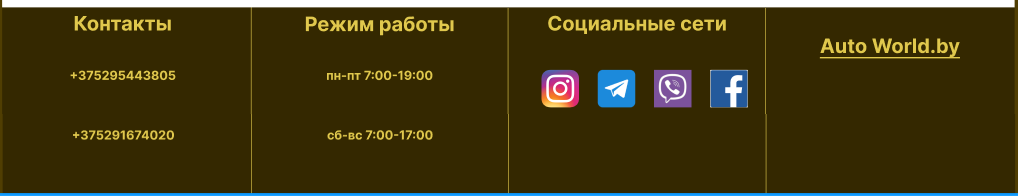 Контакты
+375295443805
+375291674020
Режим работы
пн-пт 7:00-19:00
сб-вс 7:00-17:00
Социальные сети
Auto World.by